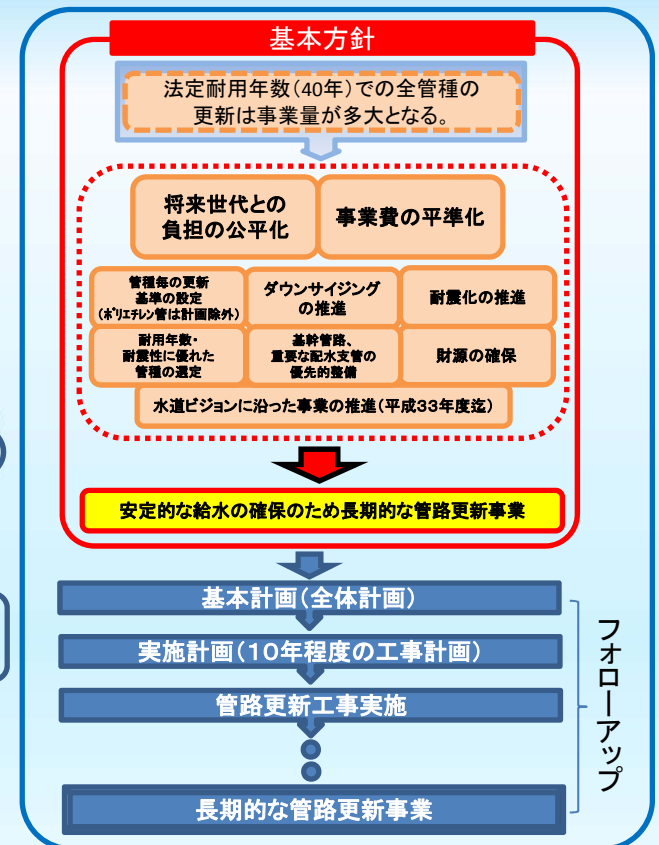 基本方針
法定耐用年数(40年)での全管種の
更新は事業量が多大となる。
将来世代との
負担の公平化
事業費の平準化
管種毎の更新
基準の設定
(ﾎﾟﾘｴﾁﾚﾝ管は計画除外)
ダウンサイジング
の推進
耐震化の推進
耐用年数・
耐震性に優れた
管種の選定
基幹管路、
重要な配水支管の
優先的整備
財源の確保
水道ビジョンに沿った事業の推進(平成33年度迄)
安定的な給水の確保のため長期的な管路更新事業
基本計画(全体計画)
実施計画(10年程度の工事計画)
管路更新工事実施
長期的な管路更新事業
フォローアップ